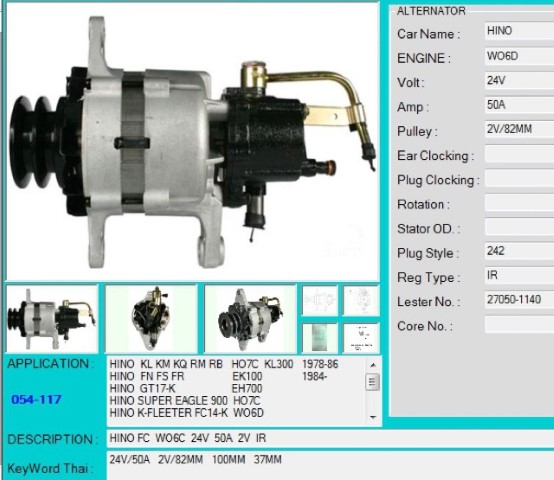 ALTERNATOR
Car Name : HINO
ENGINE : WO6D
Volt : 24V
Amp : 50A
Pulley : 2V/82MM
Ear Clocking :
Plug Clocking :
Rotation :
Stator OD. :
Plug Style : 242
Reg Type : IR
Lester No. : 27050-1140
Core No. :
APPLICATION :
054-117
HINO KL KM KQ RM RB HO7C KL300 1978-86
HINO FN FS FR EK100 1984-
HINO GT17-K EH700
HINO SUPER EAGLE 900 HO7C
HINO K-FLEETER FC14-K WO6D
DESCRIPTION : HINO FC WO6C 24V 50A 2V IR
KeyWord Thai : 24V/50A 2V/82MM 100MM 37MM